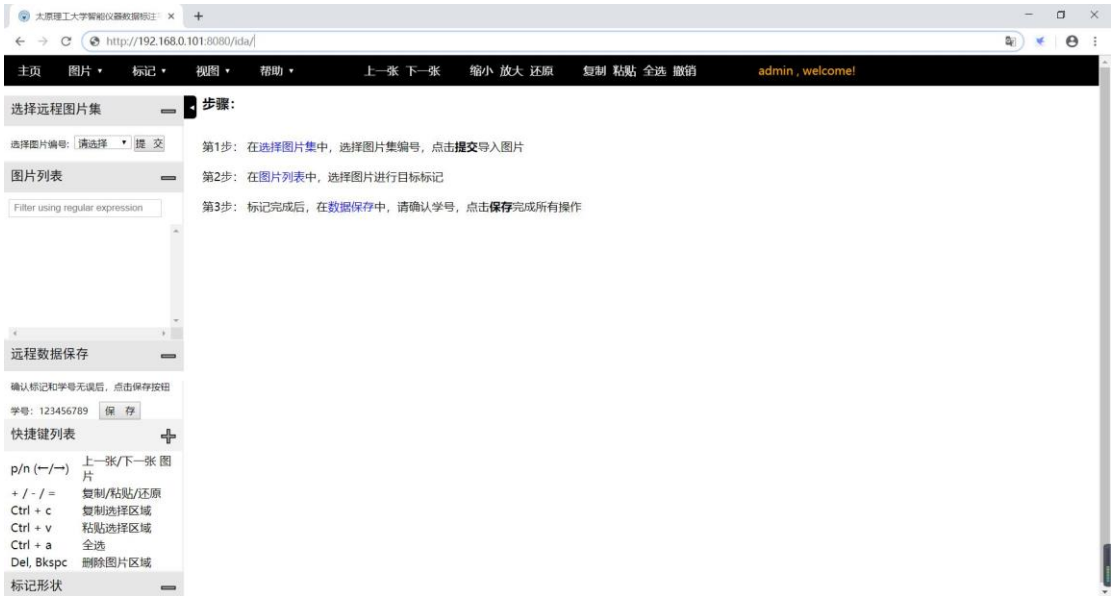 太原理工大学智能仪器数据标注
http://192.168.0.101:8080/ida/
主页 图片 标记 视图 帮助 上一张 下一张 缩小 放大 还原 复制 粘贴 全选 撤销 admin , welcome!
选择远程图片集
选择图片编号: 请选择 提 交
图片列表
Filter using regular expression
远程数据保存
确认标记和学号无误后，点击保存按钮
学号: 123456789 保 存
快捷键列表
p/n (←/→) 上一张/下一张 图
片
+ / - / = 复制/粘贴/还原
Ctrl + c 复制选择区域
Ctrl + v 粘贴选择区域
Ctrl + a 全选
Del, Bkspc 删除图片区域
标记形状
步骤：
第1步： 在选择图片集中，选择图片集编号，点击提交导入图片
第2步： 在图片列表中，选择图片进行目标标记
第3步： 标记完成后，在数据保存中，请确认学号，点击保存完成所有操作